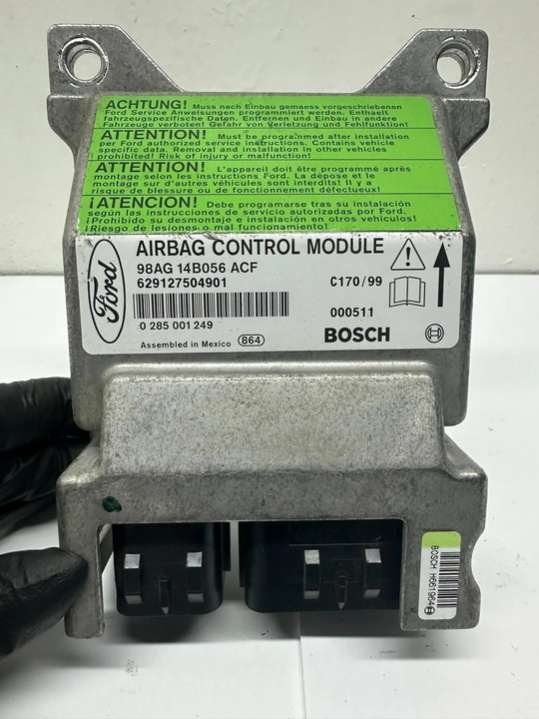 ACHTUNG! Muss nach Einbau gemaess vorgeschriebenen
Ford Service Anweisungen programmiert werden. Enthaelt
fahrzeugspezifische Daten. Entfernen und Einbau in andere
Fahrzeuge verboten! Gefahr von Verletzung und Fehlfunktion!
ATTENTION! Must be programmed after installation
per Ford authorized service instructions. Contains vehicle
specific data. Removal and installation in other vehicles
prohibited! Risk of injury or malfunction!
ATTENTION! L'appareil doit être programmé après
montage selon les instructions Ford. La dépose et le
montage sur d'autres véhicules sont interdits! Il y a
risque de blessure ou de fonctionnement défectueux!
¡ATENCION! Debe programarse tras su instalación
según las instrucciones de servicio autorizadas por Ford.
¡Prohibido su desmontaje e instalación en otros vehículos!
¡Riesgo de lesiones o mal funcionamiento!
Ford
AIRBAG CONTROL MODULE
98AG 14B056 ACF
629127504901
C170/99
000511
0 285 001 249
BOSCH
Assembled in Mexico 864
BOSCH H6619648